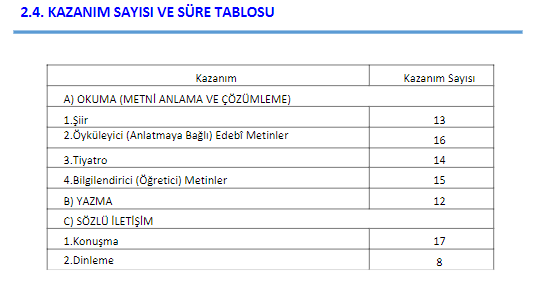 2.4. KAZANIM SAYISI VE SÜRE TABLOSU
Kazanım Kazanım Sayısı
A) OKUMA (METNİ ANLAMA VE ÇÖZÜMLEME)
1.Şiir 13
2.Öyküleyici (Anlatmaya Bağlı) Edebî Metinler 16
3.Tiyatro 14
4.Bilgilendirici (Öğretici) Metinler 15
B) YAZMA 12
C) SÖZLÜ İLETİŞİM
1.Konuşma 17
2.Dinleme 8